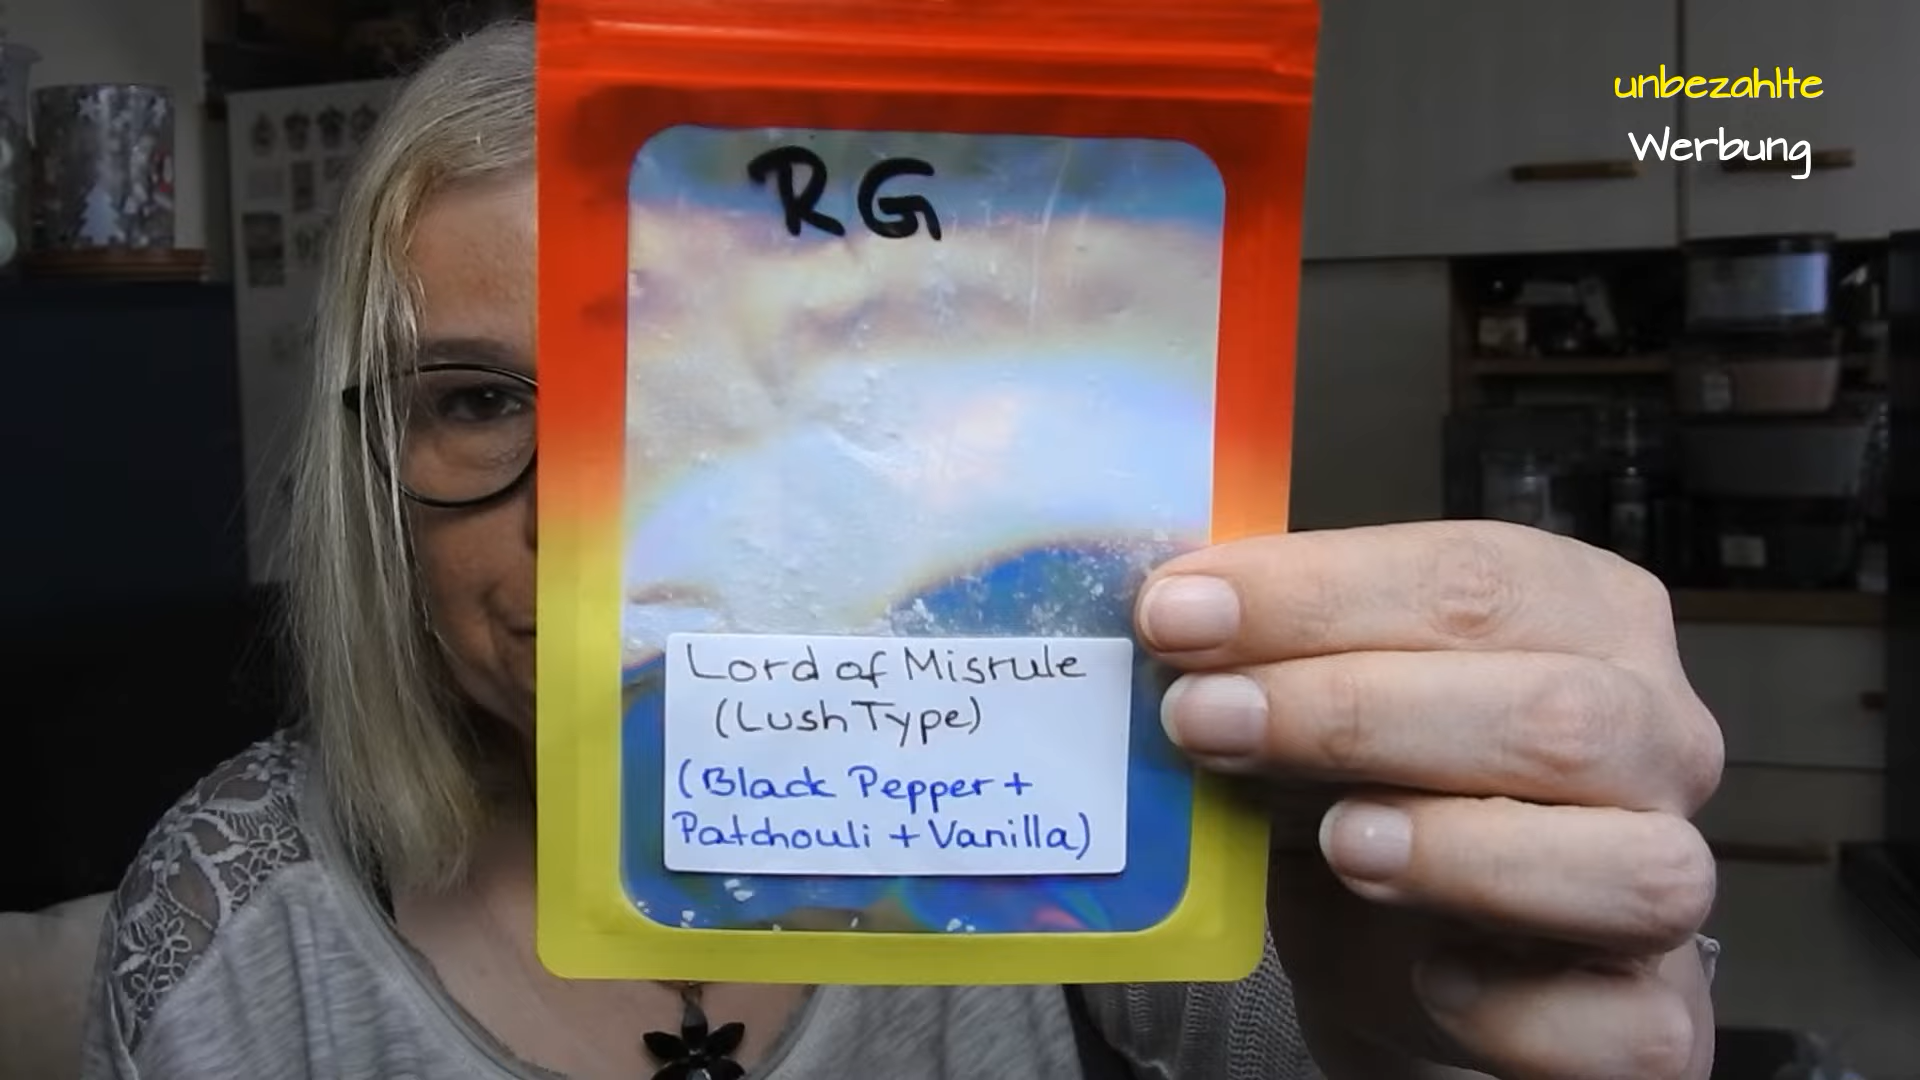 unbezahlte
Werbung
RG
Lord of Misrule
(Lush Type)
(Black Pepper +
Patchouli + Vanilla)